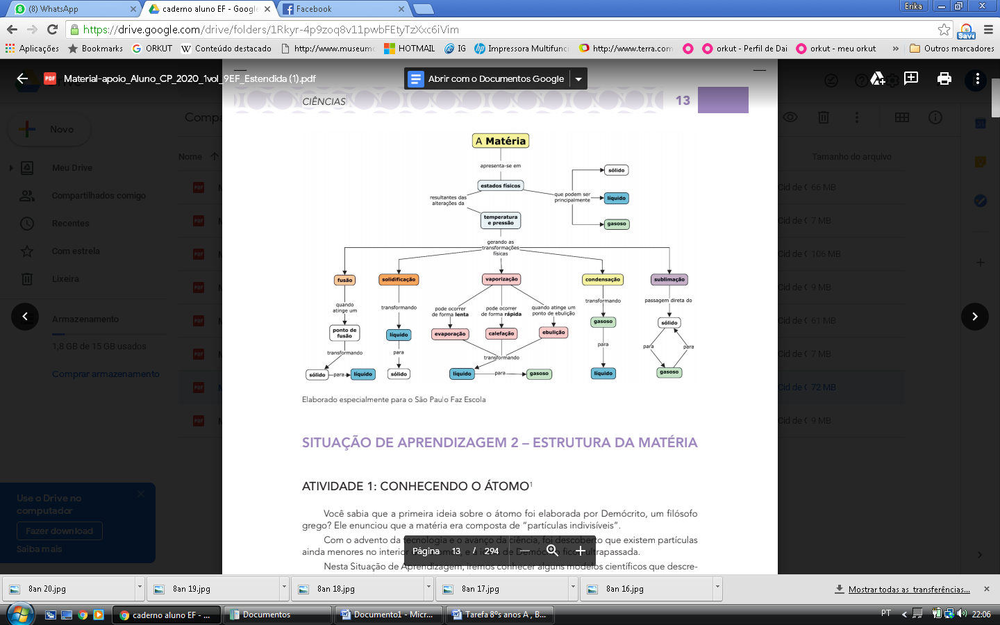 (8) WhatsApp
caderno aluno EF - Google
Facebook
Erika
https://drive.google.com/drive/folders/1Rkyr-4p9zoq8v11pwbFEtyTzXxc6iVim
Save
Aplicações
Bookmarks
ORKUT
Conteúdo destacado
http://www.museumo
HOTMAIL
IG
Impressora Multifunci
http://www.terra.com
orkut - Perfil de Dai
orkut - meu orkut
»
Outros marcadores
PDF
Material-apoio_Aluno_CP_2020_1vol_9EF_Estendida (1).pdf
Abrir com o Documentos Google
CIÊNCIAS
13
Novo
Compa
Nome
Tamanho do arquivo
Meu Drive
Compartilhados comigo
Recentes
Com estrela
Lixeira
Armazenamento
1,8 GB de 15 GB usados
Comprar armazenamento
Cid de C 66 MB
Cid de C 7 MB
Cid de C 106 MB
Cid de C 9 MB
Cid de C 61 MB
Cid de C 7 MB
Cid de C 72 MB
Cid de C 9 MB
A Matéria
apresenta-se em
estados físicos
resultantes das
alterações da
que podem ser
principalmente
sólido
líquido
gasoso
temperatura
e pressão
gerando as
transformações
físicas
fusão
solidificação
vaporização
condensação
sublimação
quando
atinge um
transformando
pode ocorrer
de forma lenta
pode ocorrer
de forma rápida
quando atinge um
ponto de ebulição
transformando
passagem direta do
ponto de
fusão
líquido
evaporação
calefação
ebulição
gasoso
sólido
transformando
para
transformando
para
para
para
sólido
para
líquido
sólido
líquido
para
gasoso
líquido
gasoso
Elaborado especialmente para o São Paulo Faz Escola
SITUAÇÃO DE APRENDIZAGEM 2 – ESTRUTURA DA MATÉRIA
ATIVIDADE 1: CONHECENDO O ÁTOMO¹
Você sabia que a primeira ideia sobre o átomo foi elaborada por Demócrito, um filósofo
grego? Ele enunciou que a matéria era composta de “partículas indivisíveis”.
Com o advento da tecnologia e o avanço da ciência, foi descoberto que existem partículas
ainda menores no interior do átomo, e a ideia de Demócrito ficou ultrapassada.
Nesta Situação de Aprendizagem, iremos conhecer alguns modelos científicos que descre-
Página 13 / 294
Use o Drive no
computador
Fazer download
Saiba mais
8an 20.jpg
8an 19.jpg
8an 18.jpg
8an 17.jpg
8an 16.jpg
Mostrar todas as transferências...
caderno aluno EF - ...
Documentos
Documento1 - Micr...
Tarefa 8ºs anos A , B...
PT
22:06